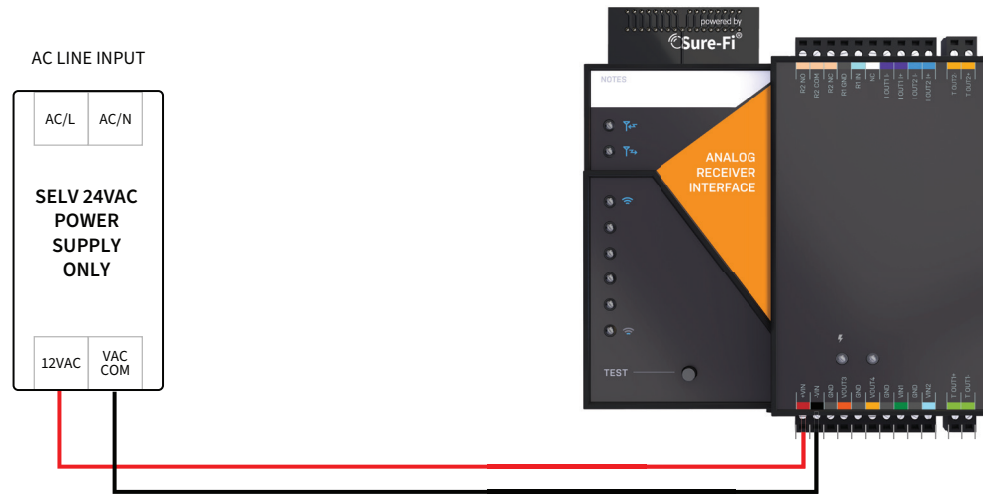 AC LINE INPUT
AC/L
AC/N
SELV 24VAC
POWER
SUPPLY
ONLY
12VAC
VAC
COM
powered by
Sure-Fi®
NOTES
ANALOG
RECEIVER
INTERFACE
TEST
R2 NO
R2 COM
R2 NC
R1 GND
R1 IN
NC
I OUT1 -
I OUT1 +
I OUT2 -
I OUT2 +
T OUT2-
T OUT2+
+VIN
-VIN
GND
VOUT3
GND
VOUT4
GND
VIN1
GND
VIN2
T OUT1+
T OUT1-